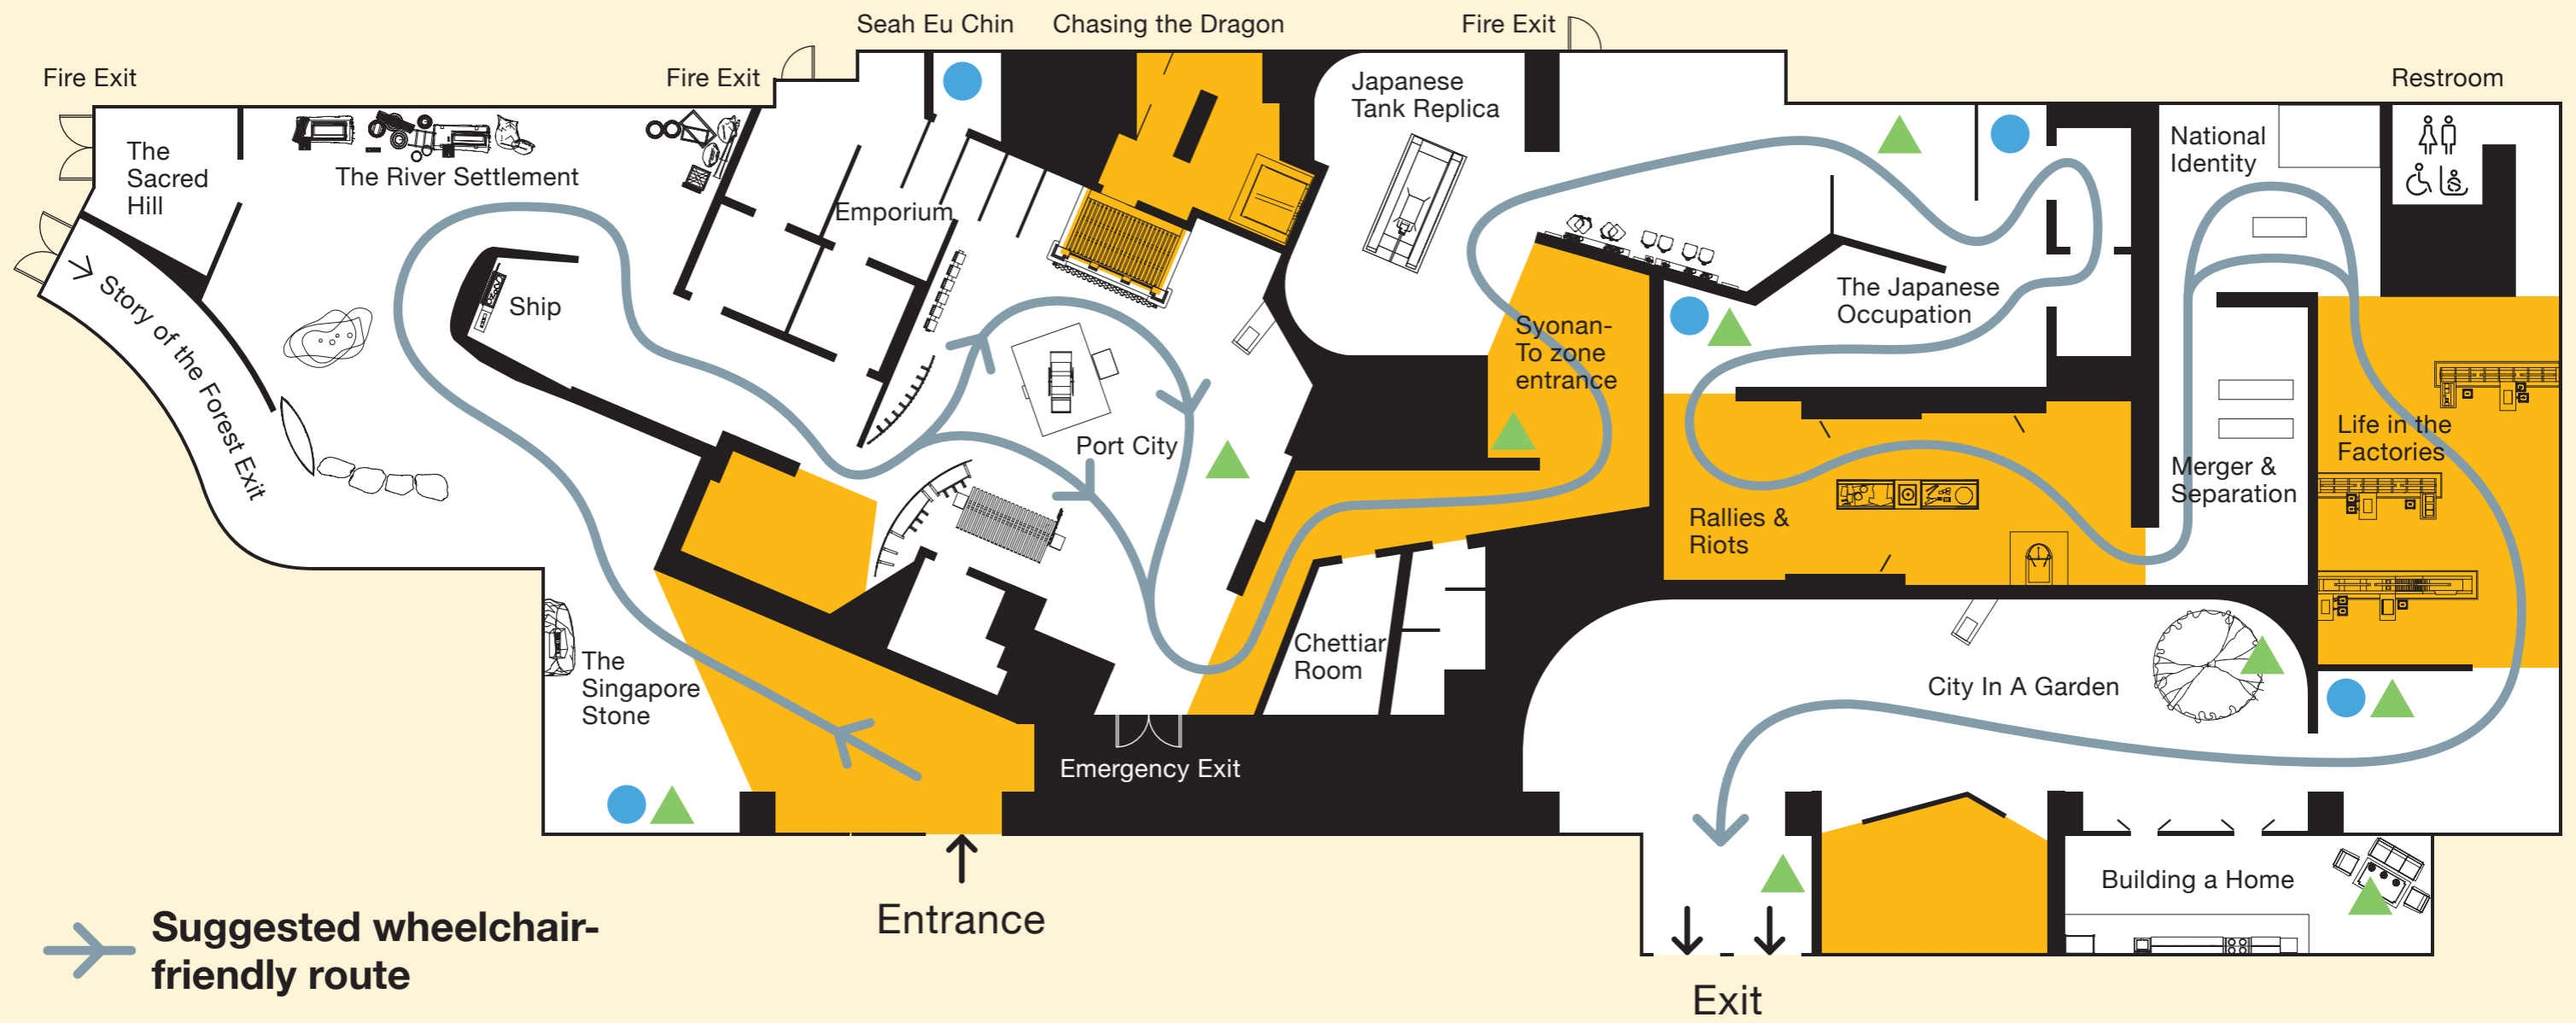 Seah Eu Chin
Chasing the Dragon
Fire Exit
Fire Exit
Fire Exit
Restroom
Japanese
Tank Replica
National
Identity
The
Sacred
Hill
The River Settlement
Emporium
Story of the Forest Exit
Ship
The Japanese
Occupation
Syonan-
To zone
entrance
Port City
Life in the
Factories
Merger &
Separation
Rallies &
Riots
Chettiar
Room
The
Singapore
Stone
City In A Garden
Emergency Exit
Building a Home
Entrance
Suggested wheelchair-
friendly route
Exit